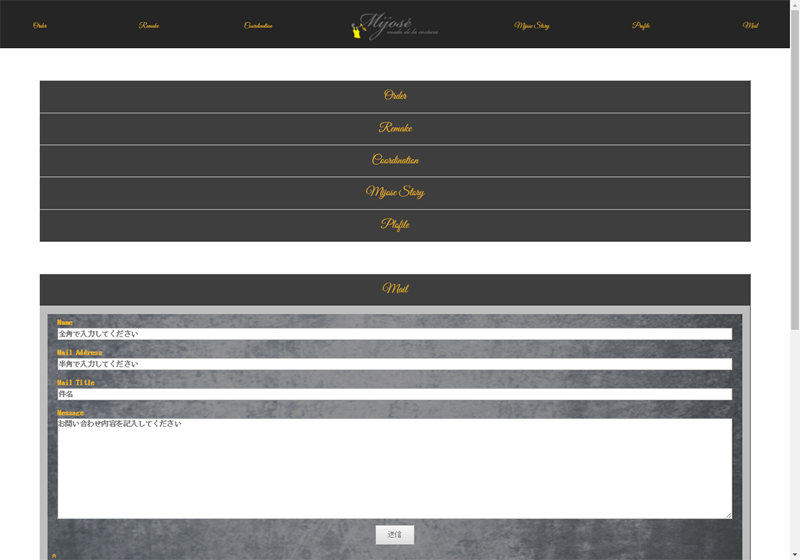 Order
Remake
Coordination
Mijosé
remake de la couture
Mijose Story
Profile
Mail
Order
Remake
Coordination
Mijose Story
Plofile
Mail
Name
全角で入力してください
Mail Address
半角で入力してください
Mail Title
件名
Message
お問い合わせ内容を記入してください
送信